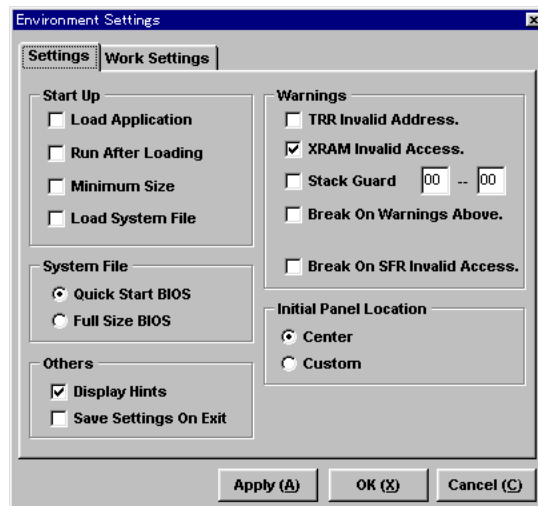 Environment Settings
Settings
Work Settings
Start Up
Load Application
Run After Loading
Minimum Size
Load System File
System File
Quick Start BIOS
Full Size BIOS
Others
Display Hints
Save Settings On Exit
Warnings
TRR Invalid Address.
XRAM Invalid Access.
Stack Guard 00 -- 00
Break On Warnings Above.
Break On SFR Invalid Access.
Initial Panel Location
Center
Custom
Apply (A)
OK (X)
Cancel (C)